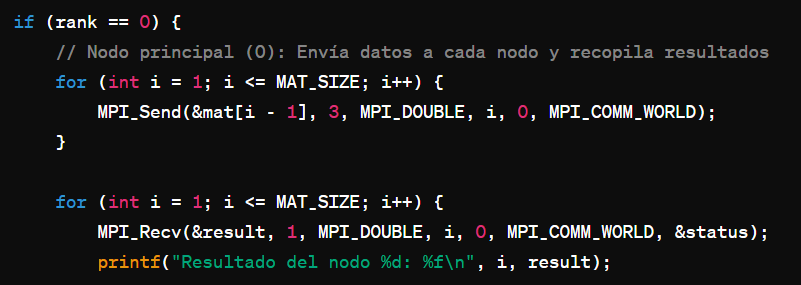 if (rank == 0) {
    // Nodo principal (0): Envía datos a cada nodo y recopila resultados
    for (int i = 1; i <= MAT_SIZE; i++) {
        MPI_Send(&mat[i - 1], 3, MPI_DOUBLE, i, 0, MPI_COMM_WORLD);
    }
    for (int i = 1; i <= MAT_SIZE; i++) {
        MPI_Recv(&result, 1, MPI_DOUBLE, i, 0, MPI_COMM_WORLD, &status);
        printf("Resultado del nodo %d: %f\n", i, result);